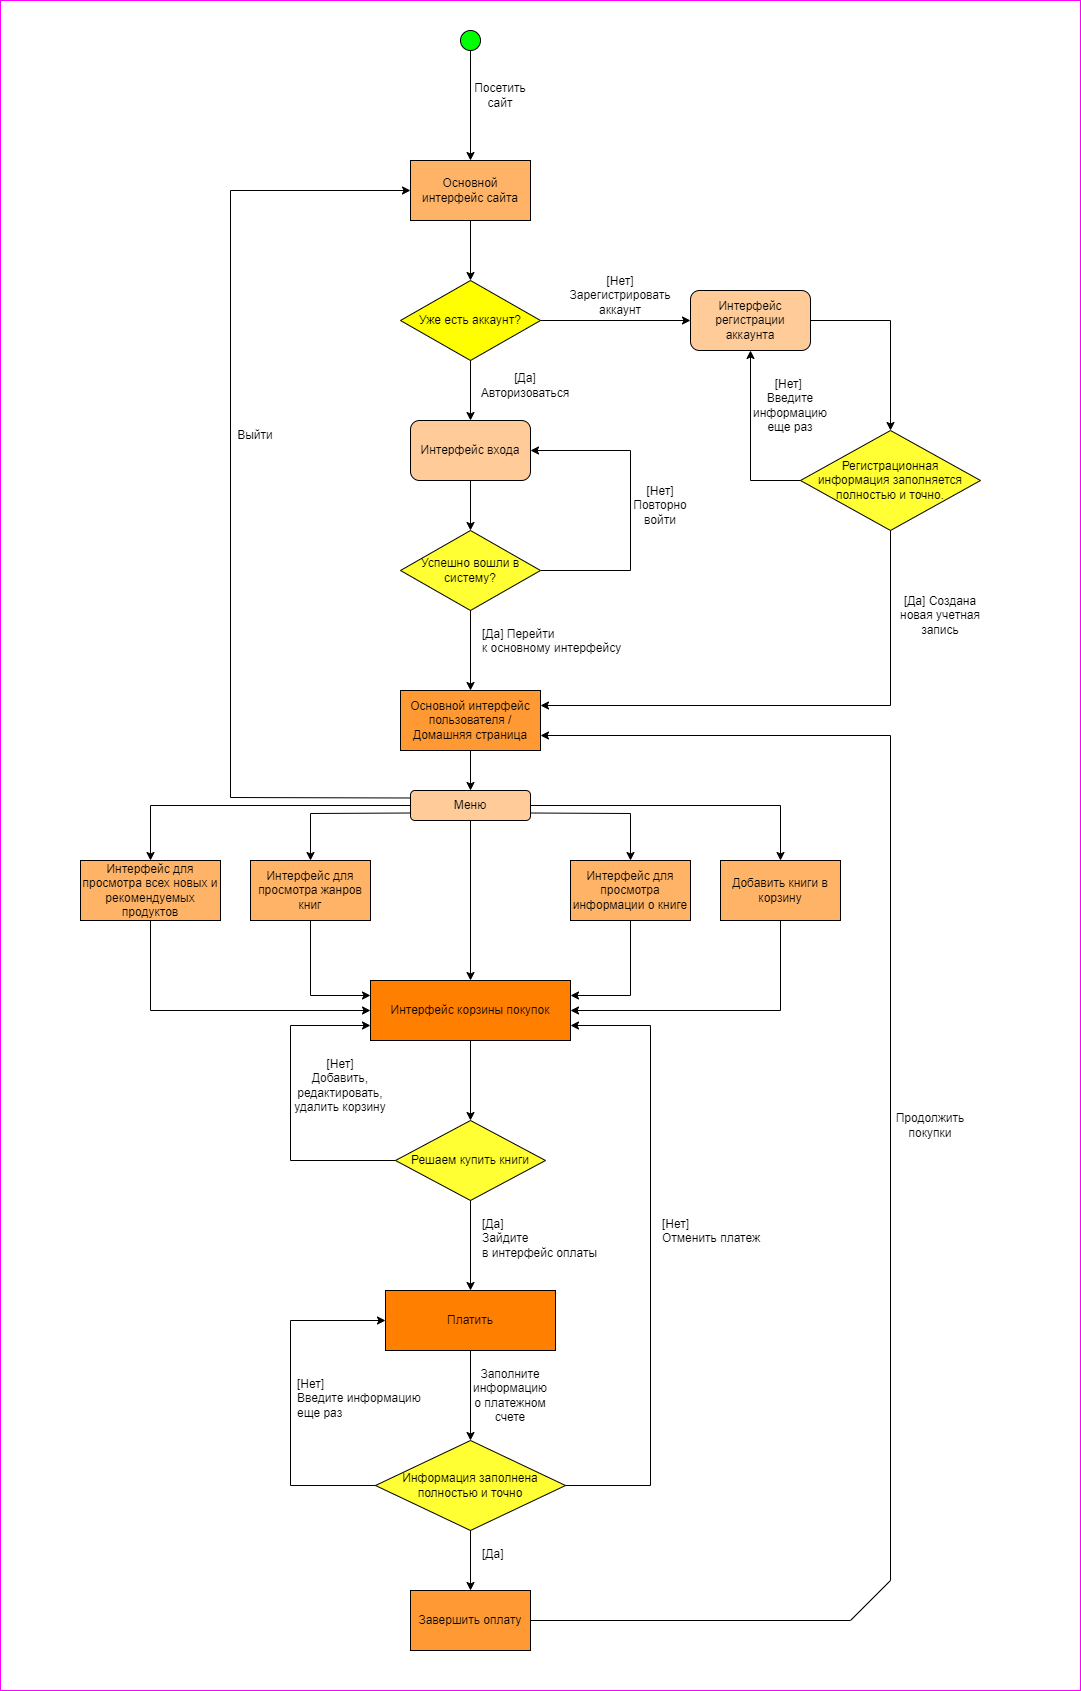 Посетить
сайт
Основной
интерфейс сайта
[Нет]
Зарегистрировать
аккаунт
Интерфейс
регистрации
аккаунта
Уже есть аккаунт?
[Да]
Авторизоваться
[Нет]
Введите
информацию
еще раз
Выйти
Интерфейс входа
Регистрационная
информация заполняется
полностью и точно.
[Нет]
Повторно
войти
Успешно вошли в
систему?
[Да] Создана
новая учетная
запись
[Да] Перейти
к основному интерфейсу
Основной интерфейс
пользователя /
Домашняя страница
Меню
Интерфейс для
просмотра всех новых и
рекомендуемых
продуктов
Интерфейс для
просмотра жанров
книг
Интерфейс для
просмотра
информации о книге
Добавить книги в
корзину
Интерфейс корзины покупок
[Нет]
Добавить,
редактировать,
удалить корзину
Продолжить
покупки
Решаем купить книги
[Да]
Зайдите
в интерфейс оплаты
[Нет]
Отменить платеж
Платить
Заполните
информацию
о платежном
счете
[Нет]
Введите информацию
еще раз
Информация заполнена
полностью и точно
[Да]
Завершить оплату